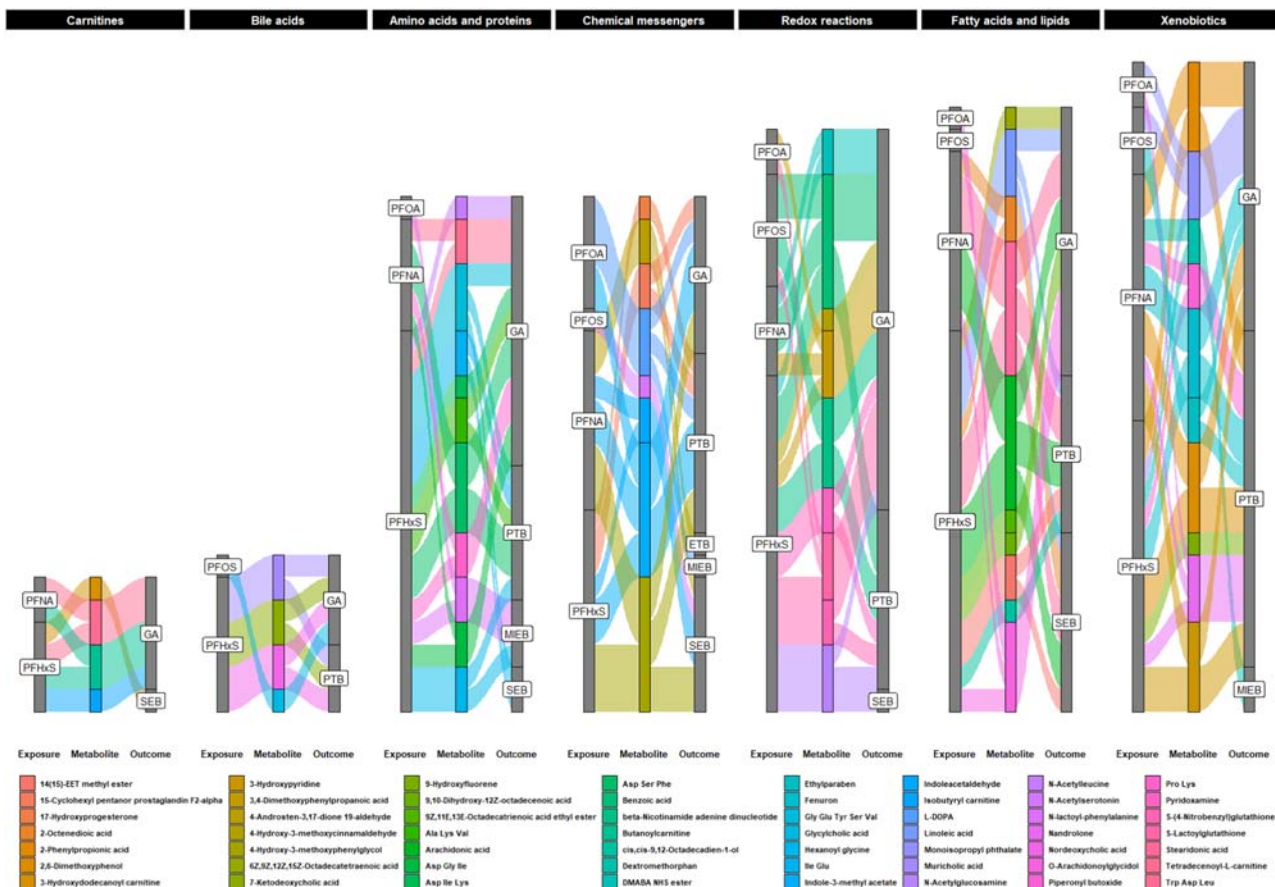 Carnitines
Bile acids
Amino acids and proteins
Chemical messengers
Redox reactions
Fatty acids and lipids
Xenobiotics
PFNA
PFHxS
GA
SEB
PFOS
PFHxS
GA
PTB
PFOA
PFNA
PFHxS
GA
PTB
MIEB
SEB
PFOA
PFOS
PFNA
PFHxS
GA
PTB
ETB
MIEB
SEB
PFOA
PFOS
PFNA
PFHxS
GA
PTB
SEB
PFOA
PFOS
PFNA
PFHxS
GA
PTB
SEB
PFOA
PFOS
PFNA
PFHxS
GA
PTB
MIEB
Exposure Metabolite Outcome
Exposure Metabolite Outcome
Exposure Metabolite Outcome
Exposure Metabolite Outcome
Exposure Metabolite Outcome
Exposure Metabolite Outcome
Exposure Metabolite Outcome
14(15)-EET methyl ester
15-Cyclohexyl pentanor prostaglandin F2-alpha
17-Hydroxyprogesterone
2-Octenedioic acid
2-Phenylpropionic acid
2,6-Dimethoxyphenol
3-Hydroxydodecanoyl carnitine
3-Hydroxypyridine
3,4-Dimethoxyphenylpropanoic acid
4-Androsten-3,17-dione 19-aldehyde
4-Hydroxy-3-methoxycinnamaldehyde
4-Hydroxy-3-methoxyphenylglycol
6Z,9Z,12Z,15Z-Octadecatetraenoic acid
7-Ketodeoxycholic acid
9-Hydroxyfluorene
9,10-Dihydroxy-12Z-octadecenoic acid
9Z,11E,13E-Octadecatrienoic acid ethyl ester
Ala Lys Val
Arachidonic acid
Asp Gly Ile
Asp Ile Lys
Asp Ser Phe
Benzoic acid
beta-Nicotinamide adenine dinucleotide
Butanoylcarnitine
cis,cis-9,12-Octadecadien-1-ol
Dextromethorphan
DMABA NHS ester
Ethylparaben
Fenuron
Gly Glu Tyr Ser Val
Glycylcholic acid
Hexanoyl glycine
Ile Glu
Indole-3-methyl acetate
Indoleacetaldehyde
Isobutyryl carnitine
L-DOPA
Linoleic acid
Monoisopropyl phthalate
Muricholic acid
N-Acetylglucosamine
N-Acetylleucine
N-Acetylserotonin
N-lactoyl-phenylalanine
Nandrolone
Nordeoxycholic acid
O-Arachidonoylglycidol
Piperonyl butoxide
Pro Lys
Pyridoxamine
S-(4-Nitrobenzyl)glutathione
S-Lactoylglutathione
Stearidonic acid
Tetradecenoyl-L-carnitine
Trp Asp Leu